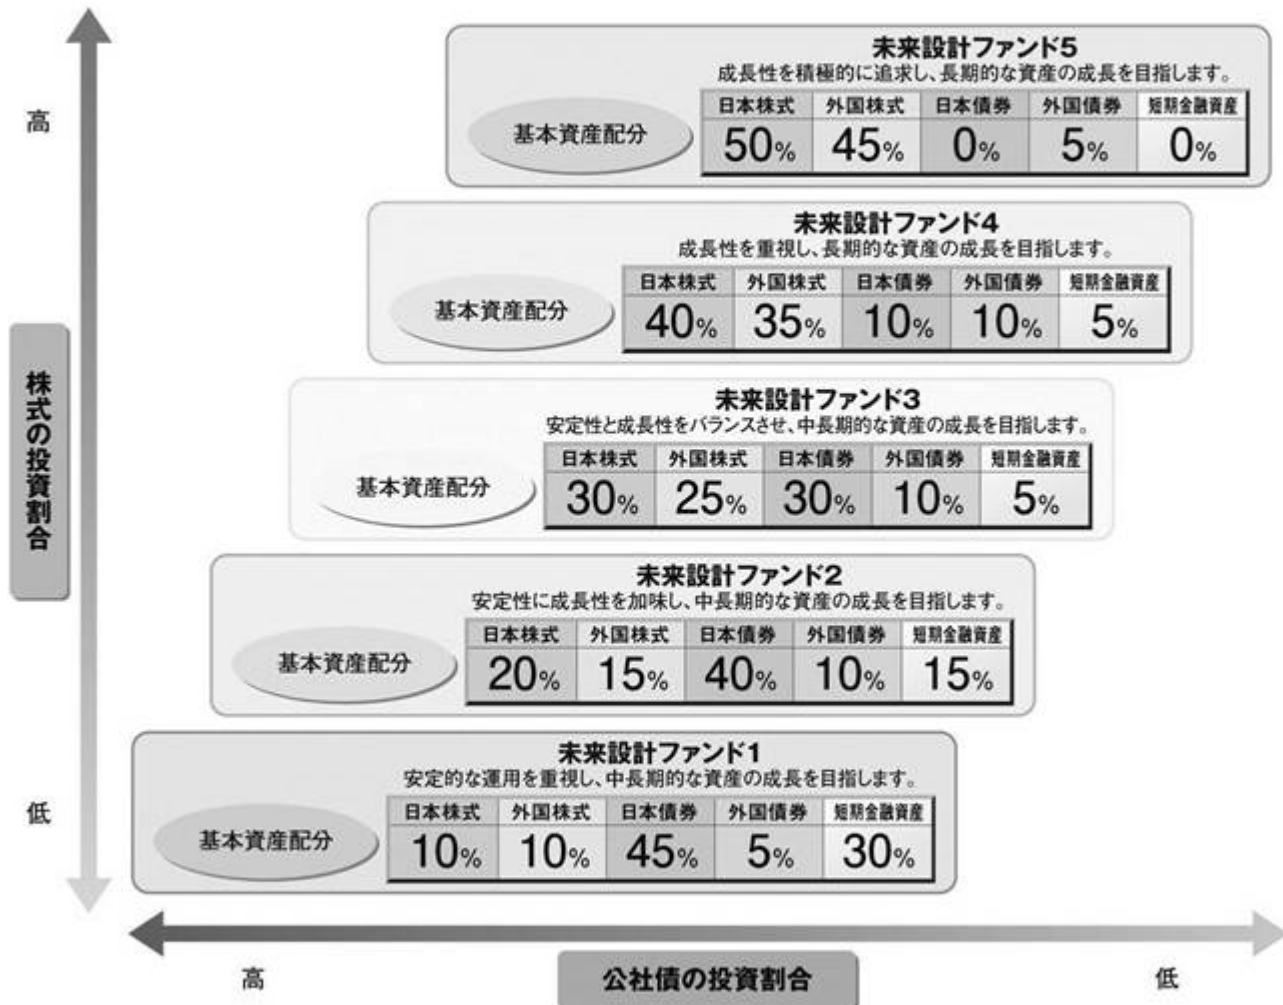 高
株式の投資割合
低
未来設計ファンド5
成長性を積極的に追求し、長期的な資産の成長を目指します。
基本資産配分
日本株式 外国株式 日本債券 外国債券 短期金融資産
50% 45% 0% 5% 0%
未来設計ファンド4
成長性を重視し、長期的な資産の成長を目指します。
基本資産配分
日本株式 外国株式 日本債券 外国債券 短期金融資産
40% 35% 10% 10% 5%
未来設計ファンド3
安定性と成長性をバランスさせ、中長期的な資産の成長を目指します。
基本資産配分
日本株式 外国株式 日本債券 外国債券 短期金融資産
30% 25% 30% 10% 5%
未来設計ファンド2
安定性に成長性を加味し、中長期的な資産の成長を目指します。
基本資産配分
日本株式 外国株式 日本債券 外国債券 短期金融資産
20% 15% 40% 10% 15%
未来設計ファンド1
安定的な運用を重視し、中長期的な資産の成長を目指します。
基本資産配分
日本株式 外国株式 日本債券 外国債券 短期金融資産
10% 10% 45% 5% 30%
高
公社債の投資割合
低